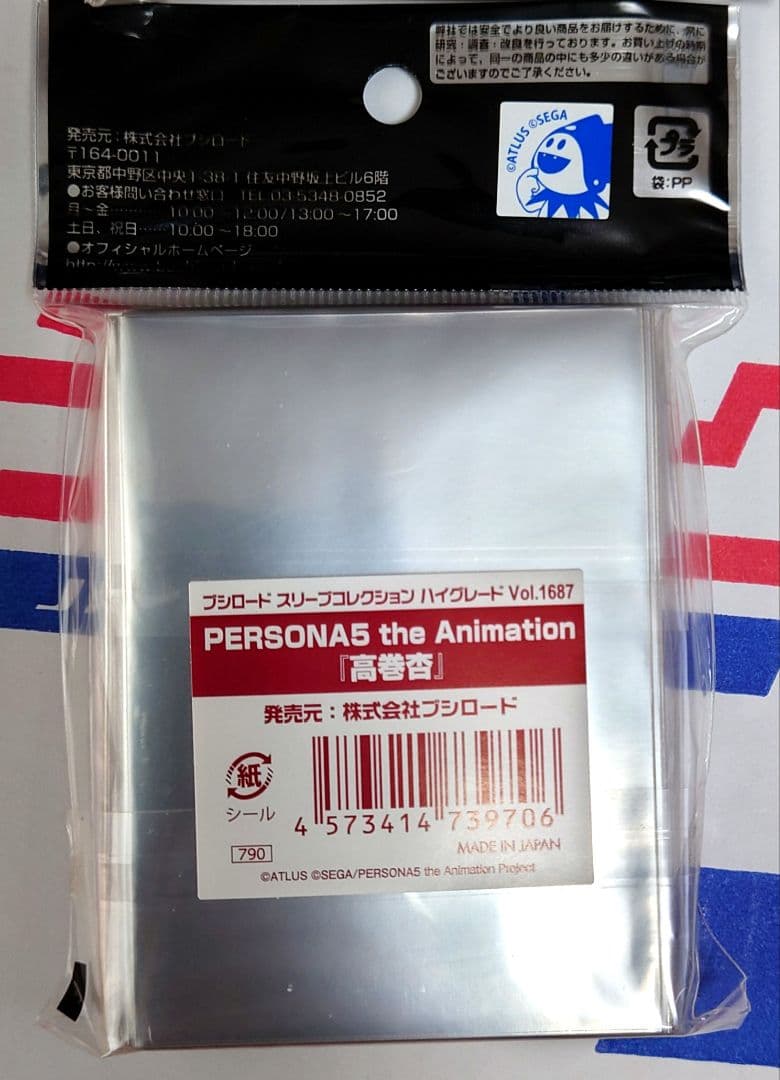 弊社では安全でより良い商品をお届けするために、常に
研究・調査・改良を行っております。お買い上げの時期
によって、同一の商品の中にも多少の違いがある場合が
ございますのでご了承ください。
©ATLUS ©SEGA
プラ
袋:PP
発売元:株式会社ブシロード
〒164-0011
東京都中野区中央1-38-1 住友中野坂上ビル6階
●お客様問い合わせ窓口 TEL 03-5348-0852
月~金………10:00~12:00/13:00~17:00
土日、祝日……10:00~18:00
●オフィシャルホームページ
ブシロード スリーブコレクション ハイグレード Vol.1687
PERSONA5 the Animation
『高巻杏』
発売元:株式会社ブシロード
紙
シール
4 573414 739706
790
MADE IN JAPAN
©ATLUS ©SEGA/PERSONA5 the Animation Project